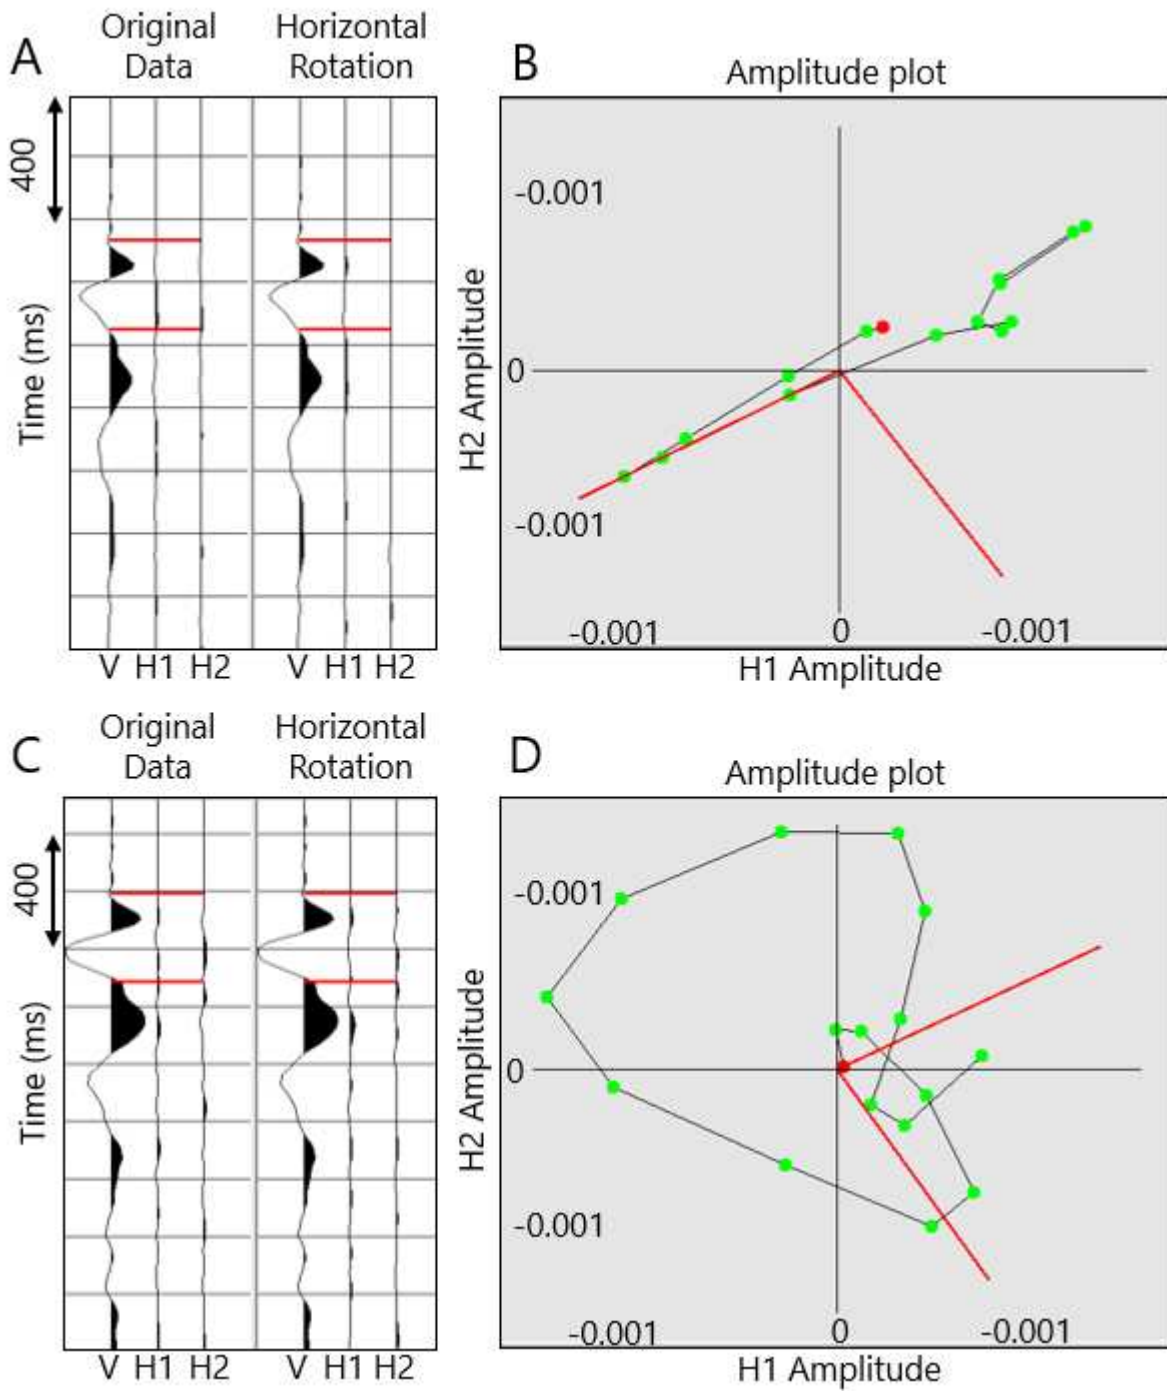 A
Original
Data
Horizontal
Rotation
400
Time (ms)
V H1 H2
V H1 H2
B
Amplitude plot
-0.001
0
-0.001
H2 Amplitude
-0.001
0
-0.001
H1 Amplitude
C
Original
Data
Horizontal
Rotation
400
Time (ms)
V H1 H2
V H1 H2
D
Amplitude plot
-0.001
0
-0.001
H2 Amplitude
-0.001
0
-0.001
H1 Amplitude